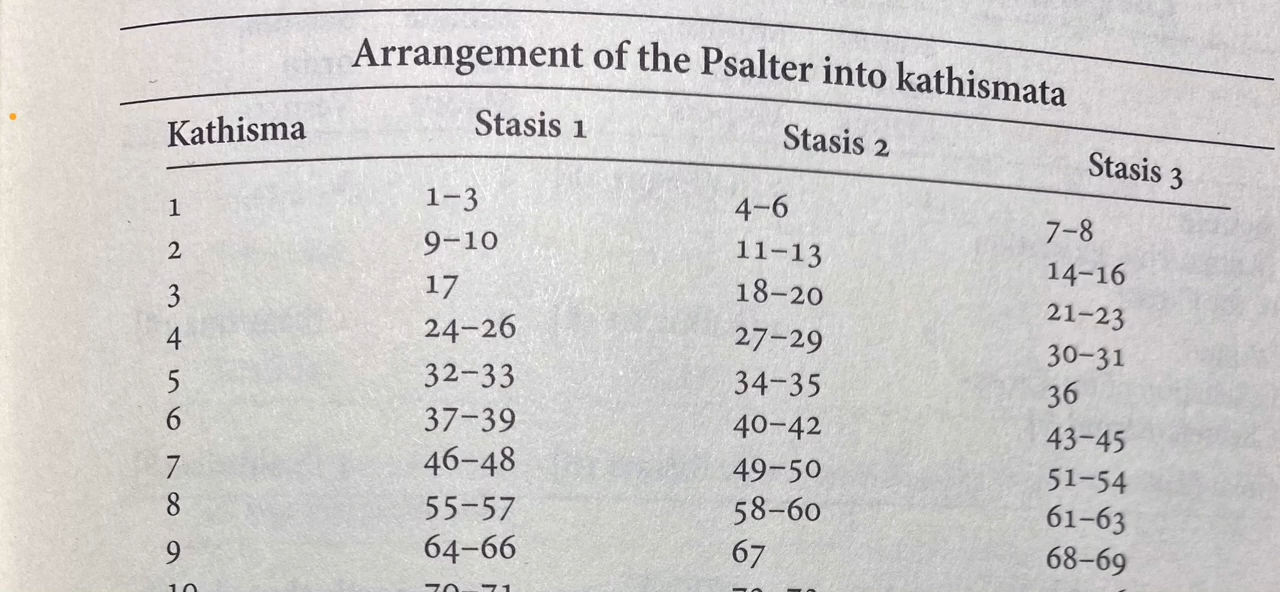 Arrangement of the Psalter into kathismata
Kathisma Stasis 1 Stasis 2 Stasis 3
1 1–3 4–6 7–8
2 9–10 11–13 14–16
3 17 18–20 21–23
4 24–26 27–29 30–31
5 32–33 34–35 36
6 37–39 40–42 43–45
7 46–48 49–50 51–54
8 55–57 58–60 61–63
9 64–66 67 68–69
10 70–71